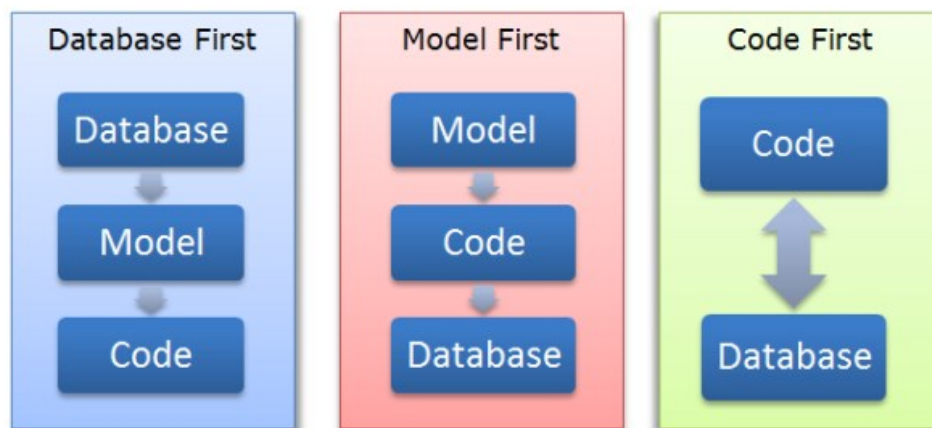 Database First
Database
Model
Code
Model First
Model
Code
Database
Code First
Code
Database